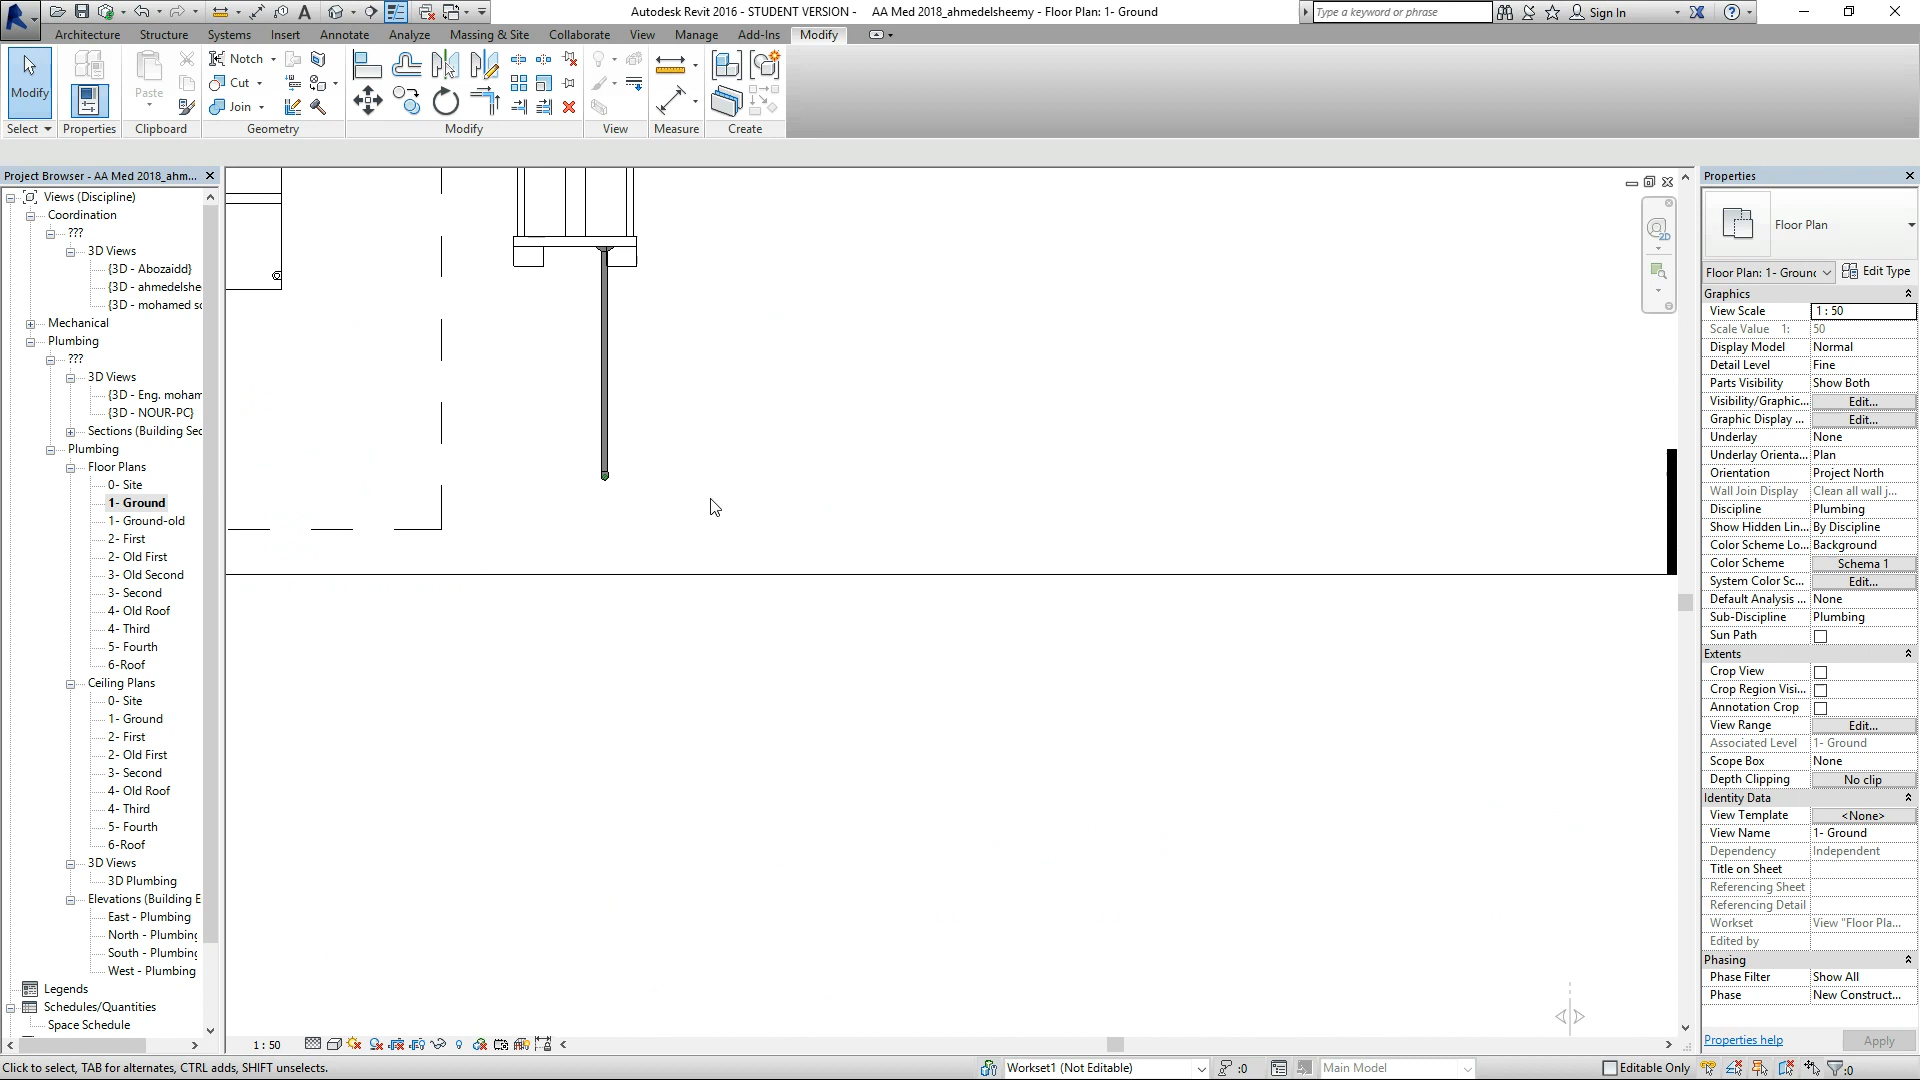 Autodesk Revit 2016 - STUDENT VERSION - AA Med 2018_ahmedelsheemy - Floor Plan: 1- Ground
Type a keyword or phrase
Sign In
Architecture Structure Systems Insert Annotate Analyze Massing & Site Collaborate View Manage Add-Ins Modify
Modify
Paste
Notch
Cut
Join
Select Properties Clipboard Geometry Modify View Measure Create
Project Browser - AA Med 2018_ahm...
Views (Discipline)
Coordination
???
3D Views
{3D - Abozaidd}
{3D - ahmedelshe
{3D - mohamed so
Mechanical
Plumbing
???
3D Views
{3D - Eng. moham
{3D - NOUR-PC}
Sections (Building Sec
Plumbing
Floor Plans
0- Site
1- Ground
1- Ground-old
2- First
2- Old First
3- Old Second
3- Second
4- Old Roof
4- Third
5- Fourth
6-Roof
Ceiling Plans
0- Site
1- Ground
2- First
2- Old First
3- Second
4- Old Roof
4- Third
5- Fourth
6-Roof
3D Views
3D Plumbing
Elevations (Building E
East - Plumbing
North - Plumbing
South - Plumbing
West - Plumbing
Legends
Schedules/Quantities
Space Schedule
2D
Properties
Floor Plan
Floor Plan: 1- Ground Edit Type
Graphics
View Scale 1 : 50
Scale Value 1: 50
Display Model Normal
Detail Level Fine
Parts Visibility Show Both
Visibility/Graphic... Edit...
Graphic Display ... Edit...
Underlay None
Underlay Orienta... Plan
Orientation Project North
Wall Join Display Clean all wall j...
Discipline Plumbing
Show Hidden Lin... By Discipline
Color Scheme Lo... Background
Color Scheme Schema 1
System Color Sc... Edit...
Default Analysis ... None
Sub-Discipline Plumbing
Sun Path
Extents
Crop View
Crop Region Visi...
Annotation Crop
View Range Edit...
Associated Level 1- Ground
Scope Box None
Depth Clipping No clip
Identity Data
View Template <None>
View Name 1- Ground
Dependency Independent
Title on Sheet
Referencing Sheet
Referencing Detail
Workset View "Floor Pla...
Edited by
Phasing
Phase Filter Show All
Phase New Construct...
Properties help Apply
1 : 50
Click to select, TAB for alternates, CTRL adds, SHIFT unselects.
Workset1 (Not Editable) :0 Main Model Editable Only :0